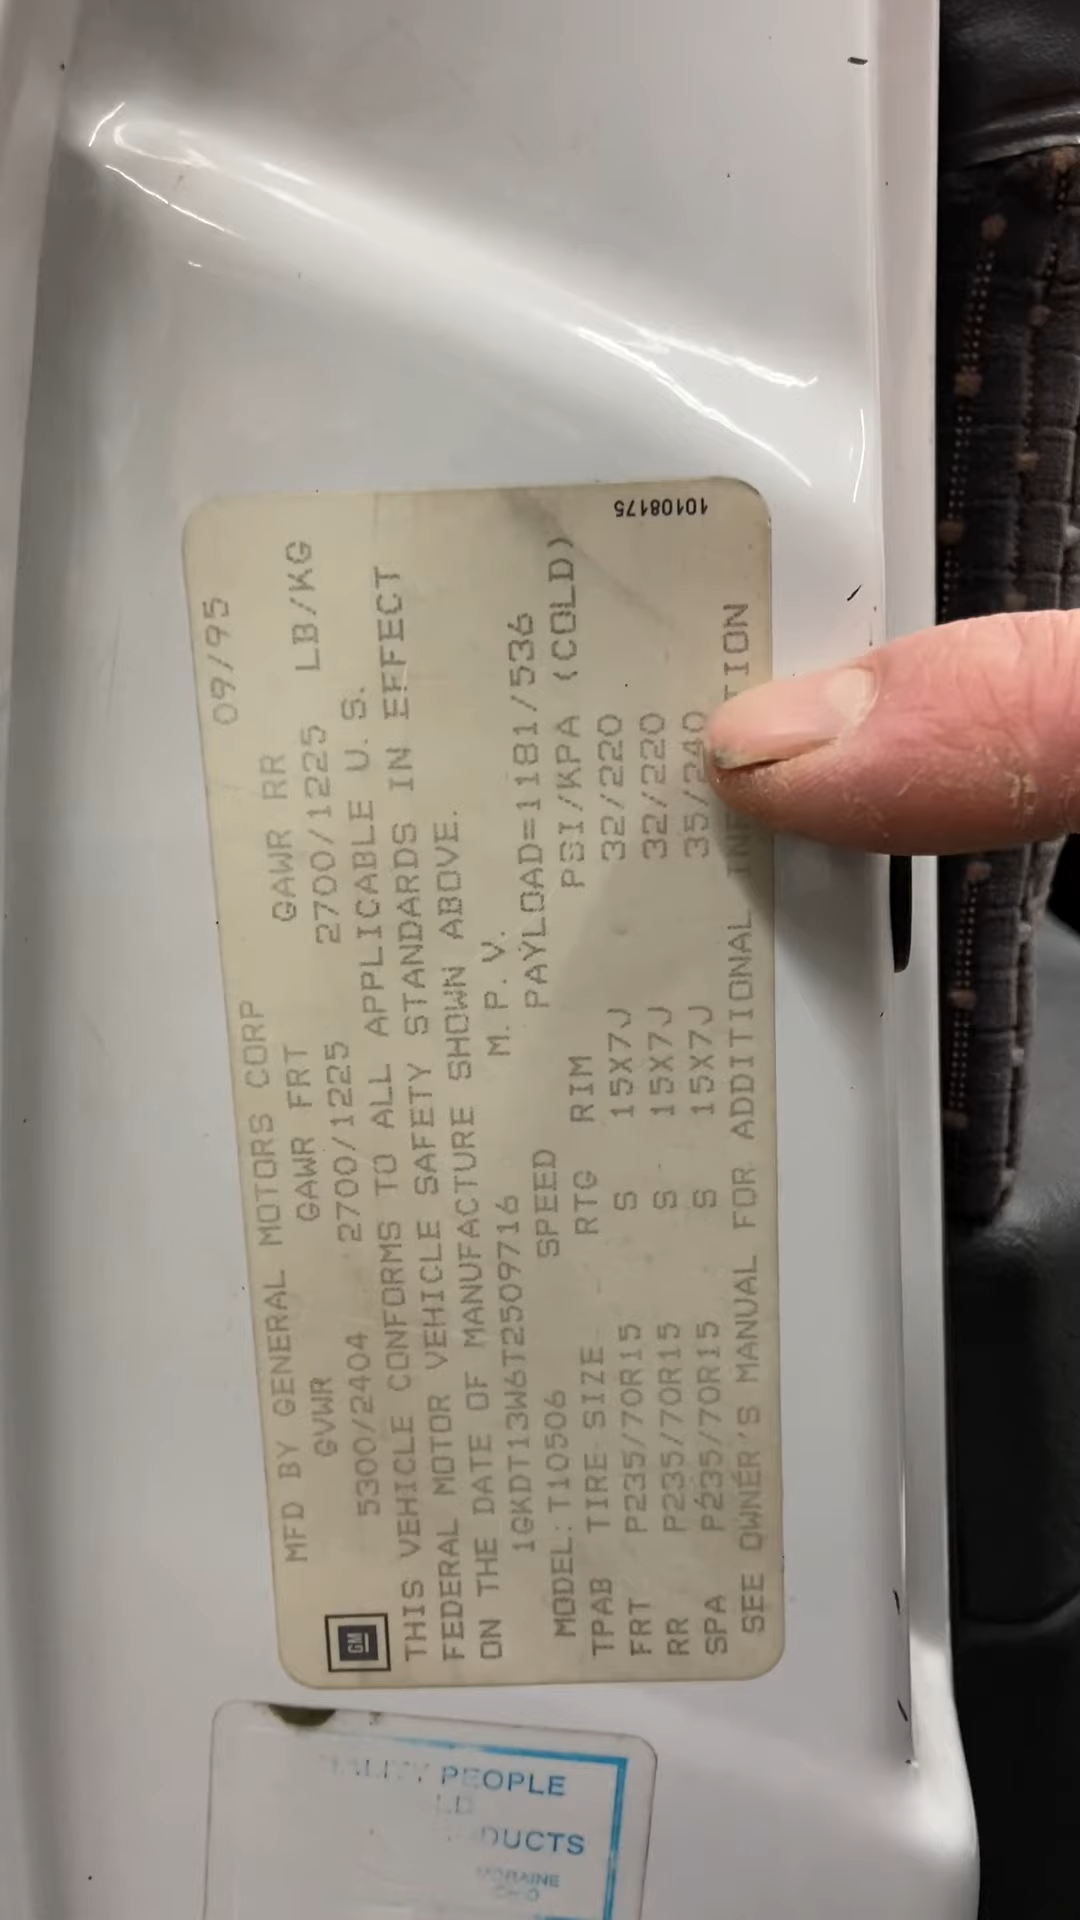 MFD BY GENERAL MOTORS CORP 09/95
GVWR GAWR FRT GAWR RR
5300/2404 2700/1225 2700/1225 LB/KG
GM
THIS VEHICLE CONFORMS TO ALL APPLICABLE U.S.
FEDERAL MOTOR VEHICLE SAFETY STANDARDS IN EFFECT
ON THE DATE OF MANUFACTURE SHOWN ABOVE.
1GKDT13W6T2509716 M.P.V.
MODEL: T10506 SPEED PAYLOAD=1181/536
TPAB TIRE SIZE RTG RIM PSI/KPA (COLD)
FRT P235/70R15 S 15X7J 32/220
RR P235/70R15 S 15X7J 32/220
SPA P235/70R15 S 15X7J 35/240
SEE OWNER'S MANUAL FOR ADDITIONAL
10108175
PEOPLE